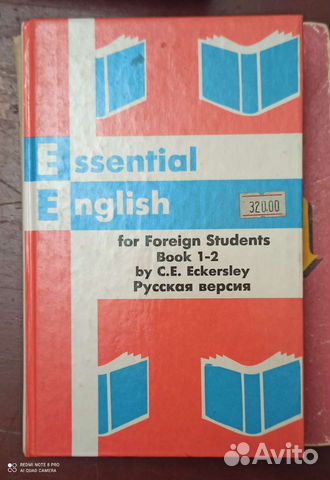 Essential
English
320.00
for Foreign Students
Book 1-2
by C.E. Eckersley
Русская версия
REDMI NOTE 8 PRO
AI QUAD CAMERA
Avito